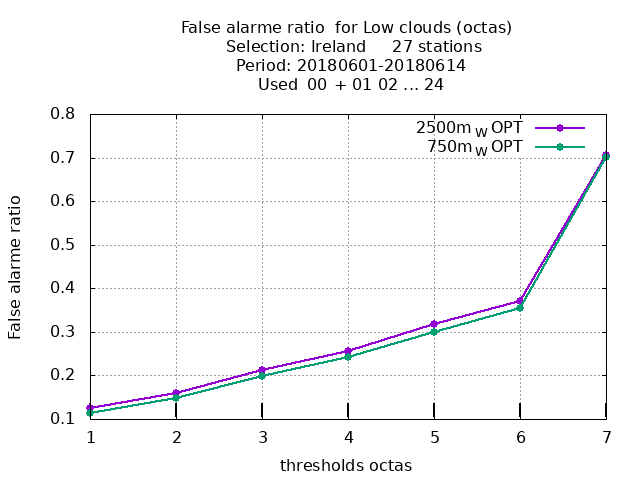 False alarme ratio  for Low clouds (octas)
Selection: Ireland     27 stations
Period: 20180601-20180614
Used  00  + 01 02 ... 24
0.8
0.7
0.6
0.5
0.4
0.3
0.2
0.1
False alarme ratio
2500m W OPT
750m W OPT
1 2 3 4 5 6 7
thresholds octas